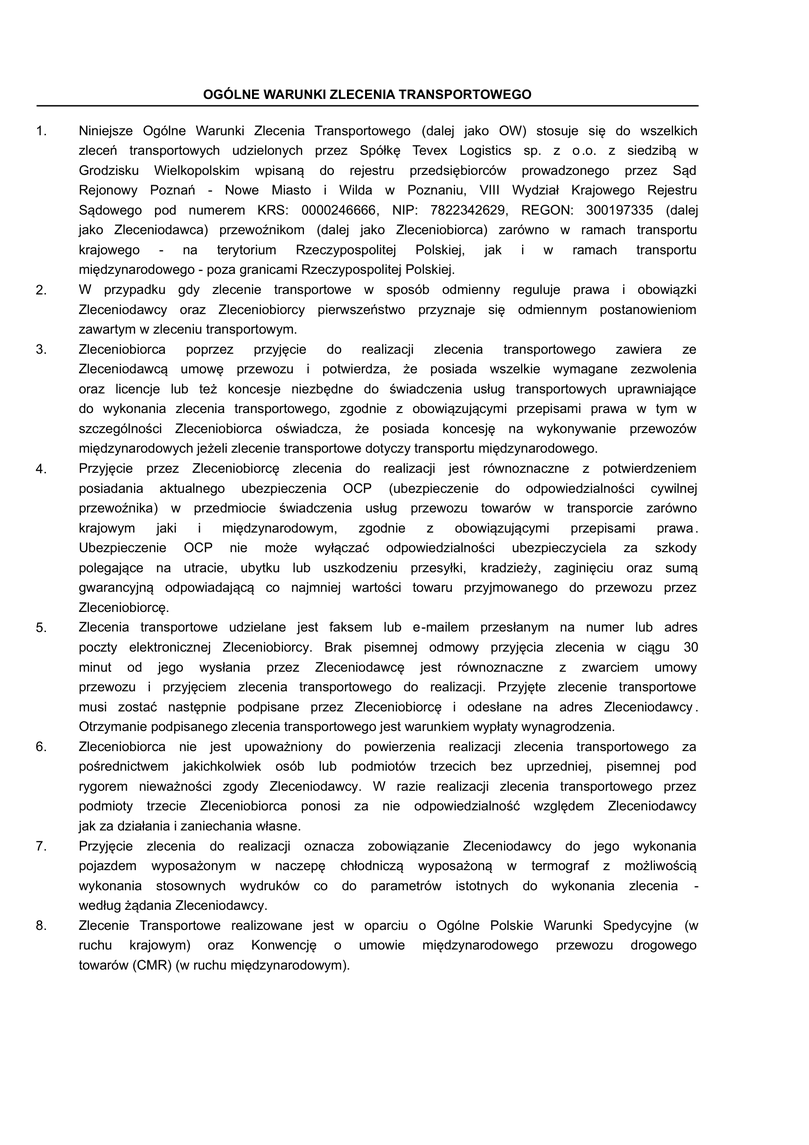 OGÓLNE WARUNKI ZLECENIA TRANSPORTOWEGO
1. Niniejsze Ogólne Warunki Zlecenia Transportowego (dalej jako OW) stosuje się do wszelkich
zleceń transportowych udzielonych przez Spółkę Tevex Logistics sp. z o.o. z siedzibą w
Grodzisku Wielkopolskim wpisaną do rejestru przedsiębiorców prowadzonego przez Sąd
Rejonowy Poznań - Nowe Miasto i Wilda w Poznaniu, VIII Wydział Krajowego Rejestru
Sądowego pod numerem KRS: 0000246666, NIP: 7822342629, REGON: 300197335 (dalej
jako Zleceniodawca) przewoźnikom (dalej jako Zleceniobiorca) zarówno w ramach transportu
krajowego - na terytorium Rzeczypospolitej Polskiej, jak i w ramach transportu
międzynarodowego - poza granicami Rzeczypospolitej Polskiej.
2. W przypadku gdy zlecenie transportowe w sposób odmienny reguluje prawa i obowiązki
Zleceniodawcy oraz Zleceniobiorcy pierwszeństwo przyznaje się odmiennym postanowieniom
zawartym w zleceniu transportowym.
3. Zleceniobiorca poprzez przyjęcie do realizacji zlecenia transportowego zawiera ze
Zleceniodawcą umowę przewozu i potwierdza, że posiada wszelkie wymagane zezwolenia
oraz licencje lub też koncesje niezbędne do świadczenia usług transportowych uprawniające
do wykonania zlecenia transportowego, zgodnie z obowiązującymi przepisami prawa w tym w
szczególności Zleceniobiorca oświadcza, że posiada koncesję na wykonywanie przewozów
międzynarodowych jeżeli zlecenie transportowe dotyczy transportu międzynarodowego.
4. Przyjęcie przez Zleceniobiorcę zlecenia do realizacji jest równoznaczne z potwierdzeniem
posiadania aktualnego ubezpieczenia OCP (ubezpieczenie do odpowiedzialności cywilnej
przewoźnika) w przedmiocie świadczenia usług przewozu towarów w transporcie zarówno
krajowym jaki i międzynarodowym, zgodnie z obowiązującymi przepisami prawa.
Ubezpieczenie OCP nie może wyłączać odpowiedzialności ubezpieczyciela za szkody
polegające na utracie, ubytku lub uszkodzeniu przesyłki, kradzieży, zaginięciu oraz sumą
gwarancyjną odpowiadającą co najmniej wartości towaru przyjmowanego do przewozu przez
Zleceniobiorcę.
5. Zlecenia transportowe udzielane jest faksem lub e-mailem przesłanym na numer lub adres
poczty elektronicznej Zleceniobiorcy. Brak pisemnej odmowy przyjęcia zlecenia w ciągu 30
minut od jego wysłania przez Zleceniodawcę jest równoznaczne z zwarciem umowy
przewozu i przyjęciem zlecenia transportowego do realizacji. Przyjęte zlecenie transportowe
musi zostać następnie podpisane przez Zleceniobiorcę i odesłane na adres Zleceniodawcy.
Otrzymanie podpisanego zlecenia transportowego jest warunkiem wypłaty wynagrodzenia.
6. Zleceniobiorca nie jest upoważniony do powierzenia realizacji zlecenia transportowego za
pośrednictwem jakichkolwiek osób lub podmiotów trzecich bez uprzedniej, pisemnej pod
rygorem nieważności zgody Zleceniodawcy. W razie realizacji zlecenia transportowego przez
podmioty trzecie Zleceniobiorca ponosi za nie odpowiedzialność względem Zleceniodawcy
jak za działania i zaniechania własne.
7. Przyjęcie zlecenia do realizacji oznacza zobowiązanie Zleceniodawcy do jego wykonania
pojazdem wyposażonym w naczepę chłodniczą wyposażoną w termograf z możliwością
wykonania stosownych wydruków co do parametrów istotnych do wykonania zlecenia -
według żądania Zleceniodawcy.
8. Zlecenie Transportowe realizowane jest w oparciu o Ogólne Polskie Warunki Spedycyjne (w
ruchu krajowym) oraz Konwencję o umowie międzynarodowego przewozu drogowego
towarów (CMR) (w ruchu międzynarodowym).